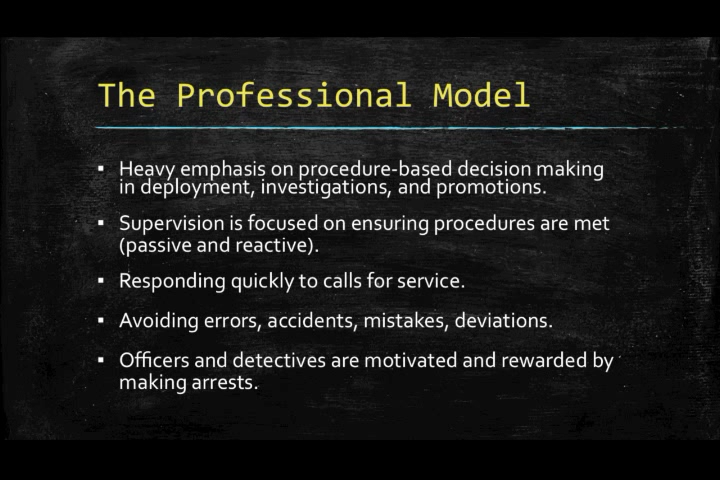 The Professional Model
▪ Heavy emphasis on procedure-based decision making
in deployment, investigations, and promotions.
▪ Supervision is focused on ensuring procedures are met
(passive and reactive).
▪ Responding quickly to calls for service.
▪ Avoiding errors, accidents, mistakes, deviations.
▪ Officers and detectives are motivated and rewarded by
making arrests.